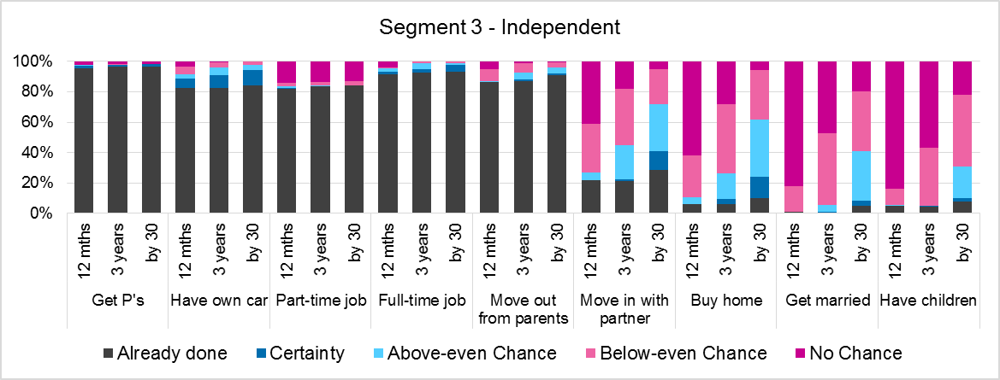 Segment 3 - Independent
100%
80%
60%
40%
20%
0%
12 mths 3 years by 30 12 mths 3 years by 30 12 mths 3 years by 30 12 mths 3 years by 30 12 mths 3 years by 30 12 mths 3 years by 30 12 mths 3 years by 30 12 mths 3 years by 30 12 mths 3 years by 30
Get P's Have own car Part-time job Full-time job Move out Move in with Buy home Get married Have children
from parents partner
Already done Certainty Above-even Chance Below-even Chance No Chance